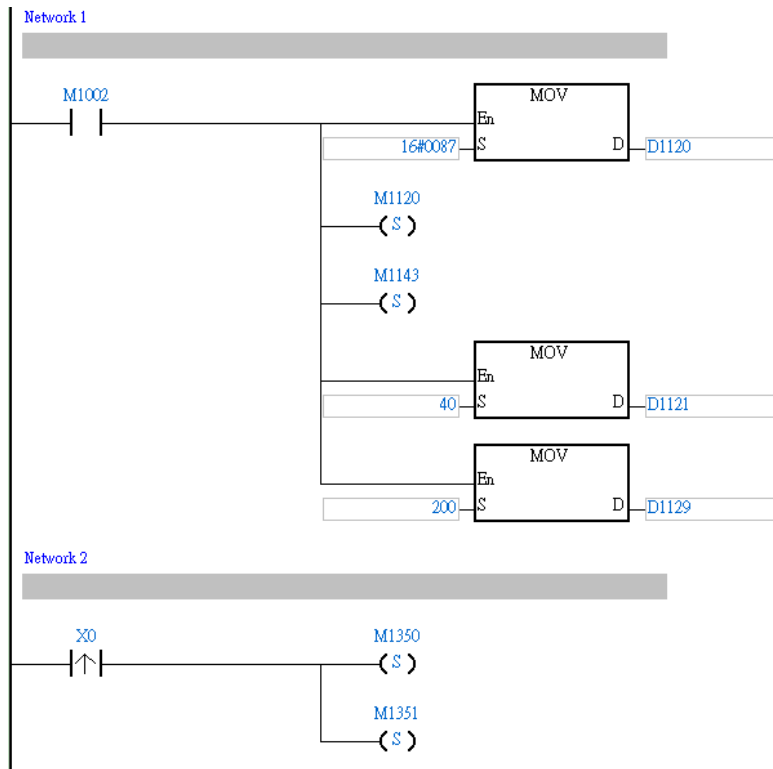 Network 1
M1002
MOV
En
16#0087 S D D1120
M1120
S
M1143
S
MOV
En
40 S D D1121
MOV
En
200 S D D1129
Network 2
X0 M1350
S
M1351
S